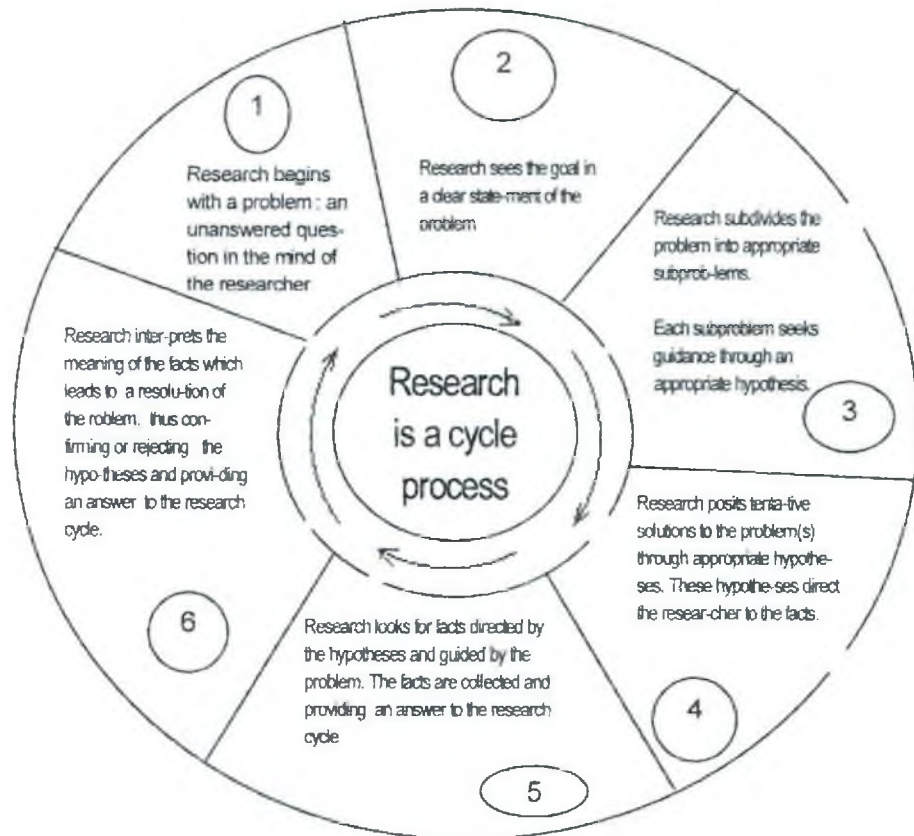 1
Research begins
with a problem : an
unanswered ques-
tion in the mind of
the researcher
2
Research sees the goal in
a clear state-ment of the
problem
Research subdivides the
problem into appropriate
subprob-lems.
Each subproblem seeks
guidance through an
appropriate hypothesis.
3
Research posits tenta-tive
solutions to the problem(s)
through appropriate hypothe-
ses. These hypothe-ses direct
the resear-cher to the facts.
4
Research looks for facts directed by
the hypotheses and guided by the
problem. The facts are collected and
providing an answer to the research
cycle
5
Research inter-prets the
meaning of the facts which
leads to a resolu-tion of
the roblem, thus con-
firming or rejecting the
hypo-theses and provi-ding
an answer to the research
cycle.
6
Research
is a cycle
process